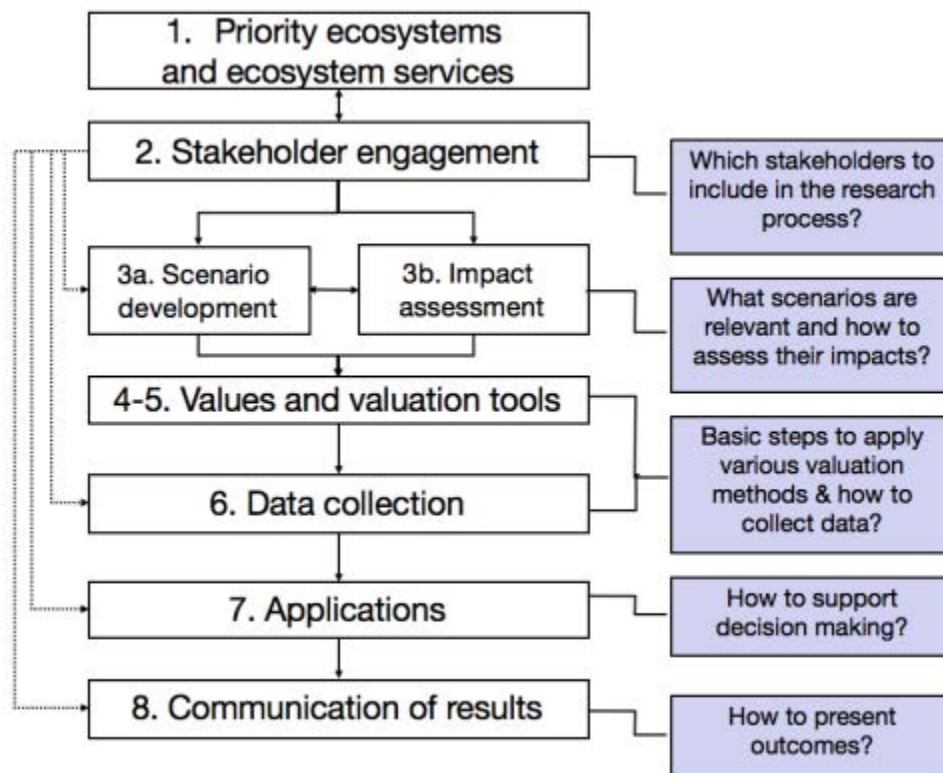 1. Priority ecosystems
and ecosystem services
2. Stakeholder engagement
Which stakeholders to
include in the research
process?
3a. Scenario
development
3b. Impact
assessment
What scenarios are
relevant and how to
assess their impacts?
4-5. Values and valuation tools
Basic steps to apply
various valuation
methods & how to
collect data?
6. Data collection
7. Applications
How to support
decision making?
8. Communication of results
How to present
outcomes?